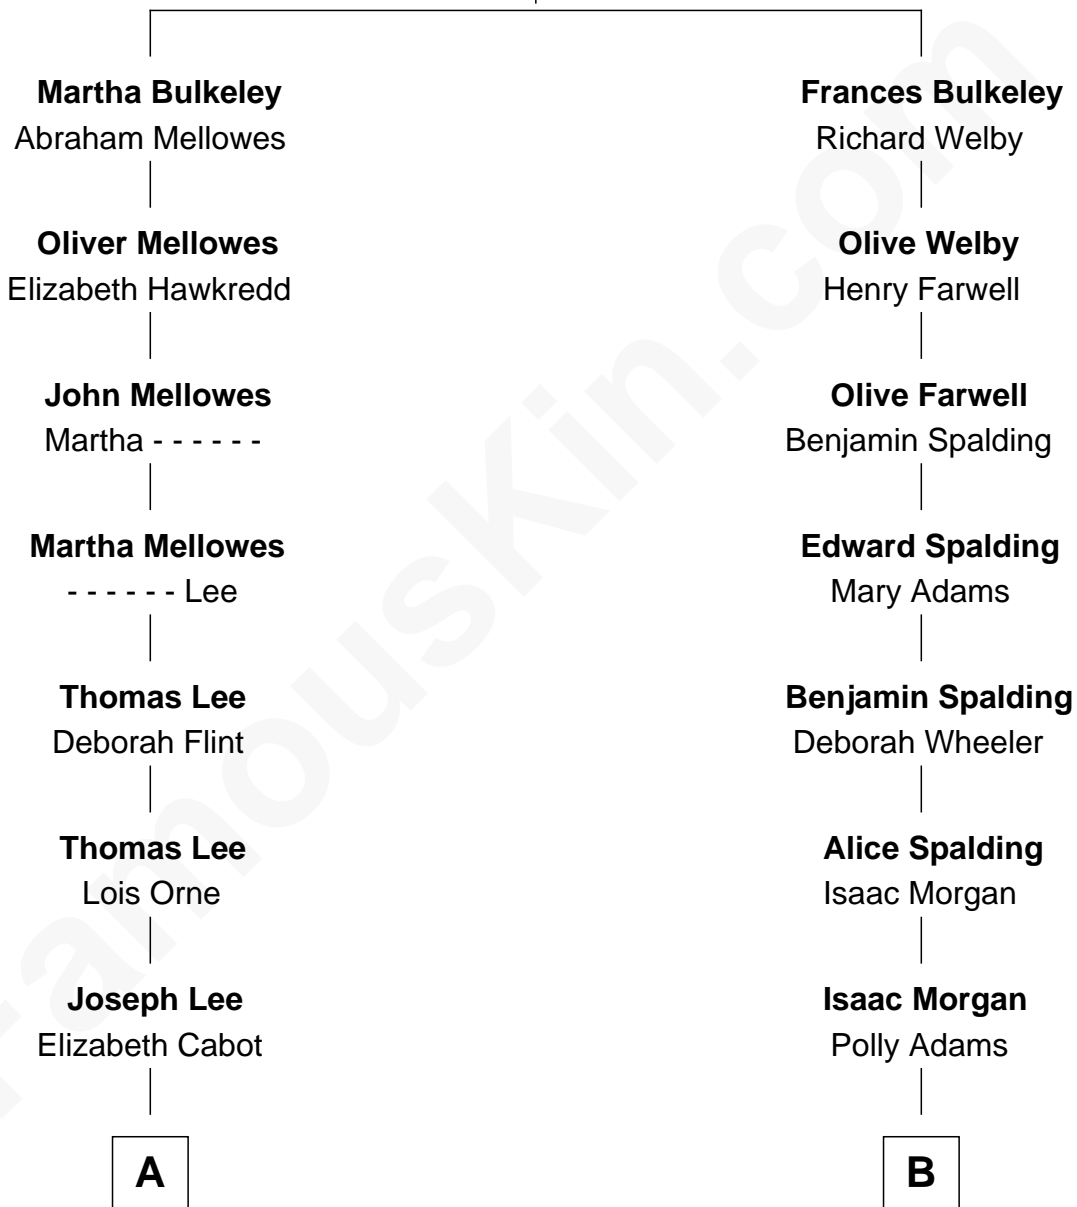 Martha Bulkeley
Abraham Mellowes
Oliver Mellowes
Elizabeth Hawkredd
John Mellowes
Martha - - - - - -
Martha Mellowes
- - - - - - Lee
Thomas Lee
Deborah Flint
Thomas Lee
Lois Orne
Joseph Lee
Elizabeth Cabot
A
Frances Bulkeley
Richard Welby
Olive Welby
Henry Farwell
Olive Farwell
Benjamin Spalding
Edward Spalding
Mary Adams
Benjamin Spalding
Deborah Wheeler
Alice Spalding
Isaac Morgan
Isaac Morgan
Polly Adams
B
FamousKin.com